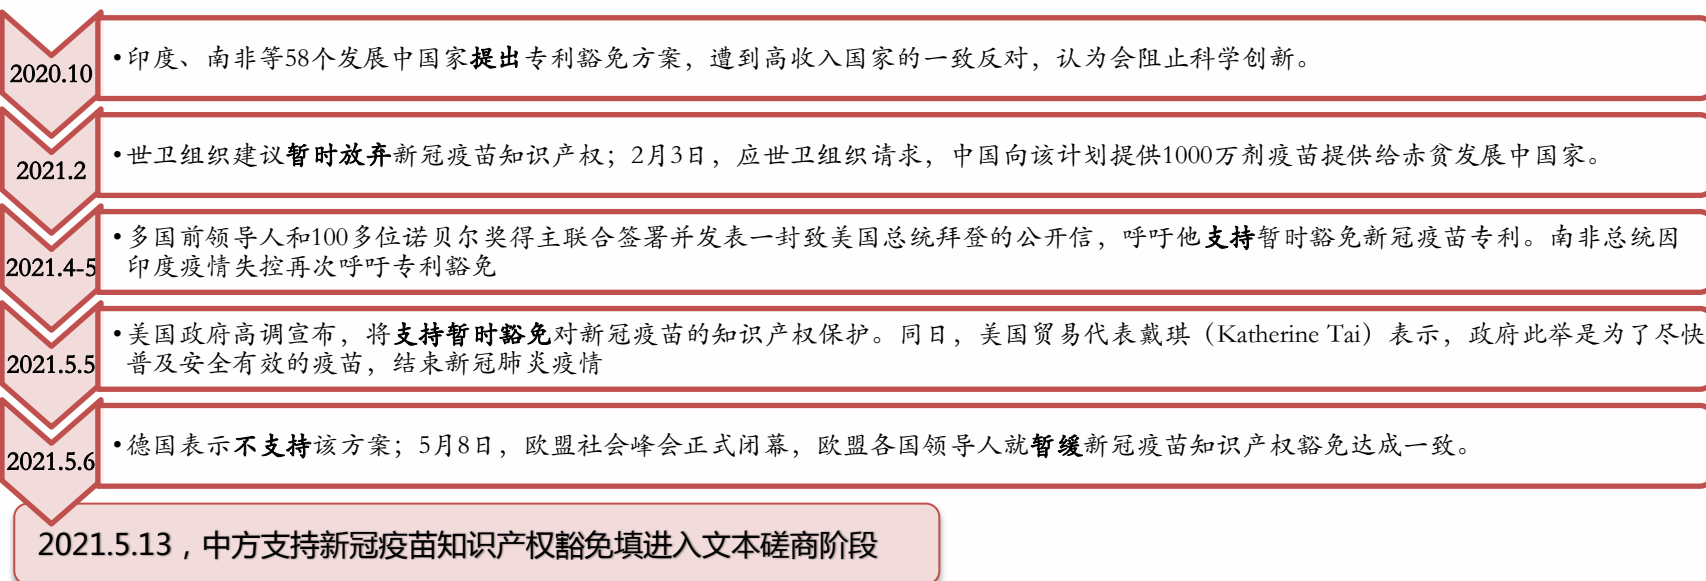 2020.10
•印度、南非等58个发展中国家提出专利豁免方案，遭到高收入国家的一致反对，认为会阻止科学创新。
2021.2
•世卫组织建议暂时放弃新冠疫苗知识产权；2月3日，应世卫组织请求，中国向该计划提供1000万剂疫苗提供给赤贫发展中国家。
2021.4-5
•多国前领导人和100多位诺贝尔奖得主联合签署并发表一封致美国总统拜登的公开信，呼吁他支持暂时豁免新冠疫苗专利。南非总统因
印度疫情失控再次呼吁专利豁免
2021.5.5
•美国政府高调宣布，将支持暂时豁免对新冠疫苗的知识产权保护。同日，美国贸易代表戴琪（Katherine Tai）表示，政府此举是为了尽快
普及安全有效的疫苗，结束新冠肺炎疫情
2021.5.6
•德国表示不支持该方案；5月8日，欧盟社会峰会正式闭幕，欧盟各国领导人就暂缓新冠疫苗知识产权豁免达成一致。
2021.5.13，中方支持新冠疫苗知识产权豁免填进入文本磋商阶段